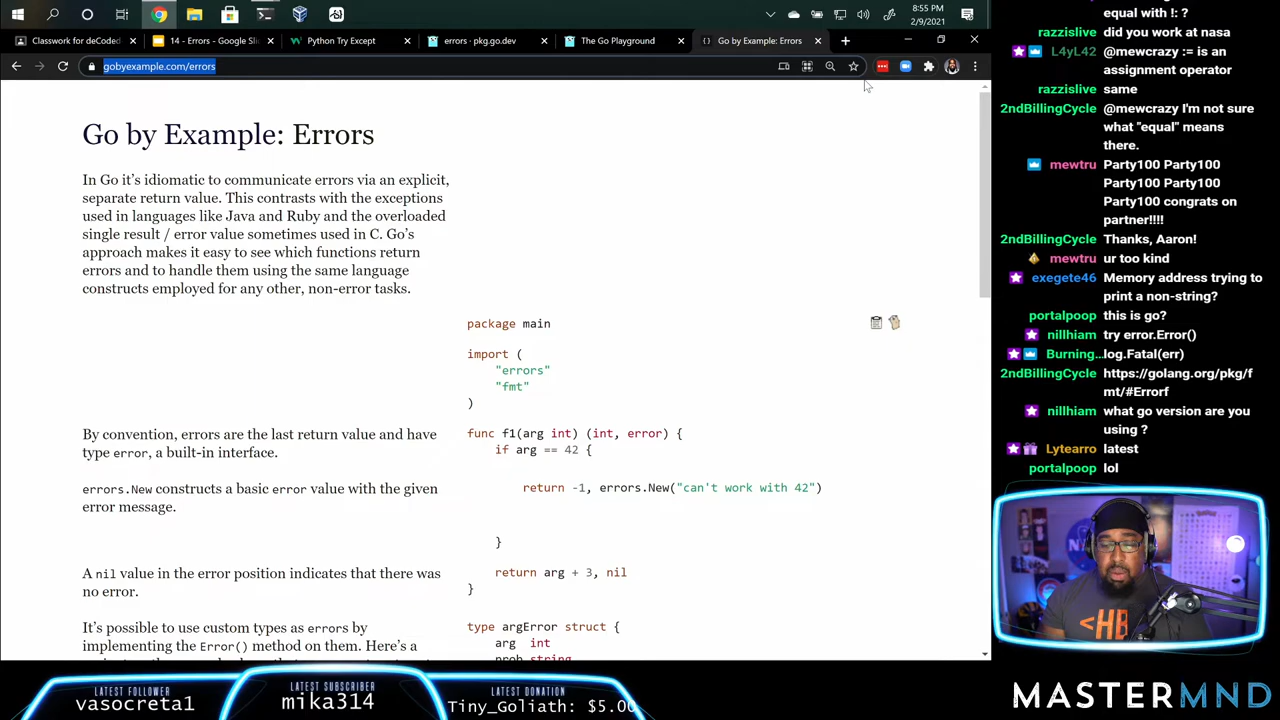 8:55 PM
2/9/2021
Classwork for deCoded
14 - Errors - Google Sli
Python Try Except
errors · pkg.go.dev
The Go Playground
Go by Example: Errors
gobyexample.com/errors
Go by Example: Errors
In Go it's idiomatic to communicate errors via an explicit,
separate return value. This contrasts with the exceptions
used in languages like Java and Ruby and the overloaded
single result / error value sometimes used in C. Go's
approach makes it easy to see which functions return
errors and to handle them using the same language
constructs employed for any other, non-error tasks.
package main
import (
"errors"
"fmt"
)
By convention, errors are the last return value and have
type error, a built-in interface.
func f1(arg int) (int, error) {
if arg == 42 {
errors.New constructs a basic error value with the given
error message.
return -1, errors.New("can't work with 42")
}
A nil value in the error position indicates that there was
no error.
return arg + 3, nil
}
It's possible to use custom types as errors by
implementing the Error() method on them. Here's a
type argError struct {
arg int
prob string
equal with !: ?
razzislive did you work at nasa
L4yL42 @mewcrazy := is an
assignment operator
razzislive same
2ndBillingCycle @mewcrazy I'm not sure
what "equal" means
there.
mewtru Party100 Party100
Party100 Party100
Party100 Party100
Party100 congrats on
partner!!!!
2ndBillingCycle Thanks, Aaron!
mewtru ur too kind
exegete46 Memory address trying to
print a non-string?
portalpoop this is go?
nillhiam try error.Error()
Burning... log.Fatal(err)
2ndBillingCycle https://golang.org/pkg/f
mt/#Errorf
nillhiam what go version are you
using ?
Lytearro latest
portalpoop lol
<HB
LATEST FOLLOWER
vasocreta1
LATEST SUBSCRIBER
mika314
LATEST DONATION
Tiny_Goliath: $5.00
MASTERMND